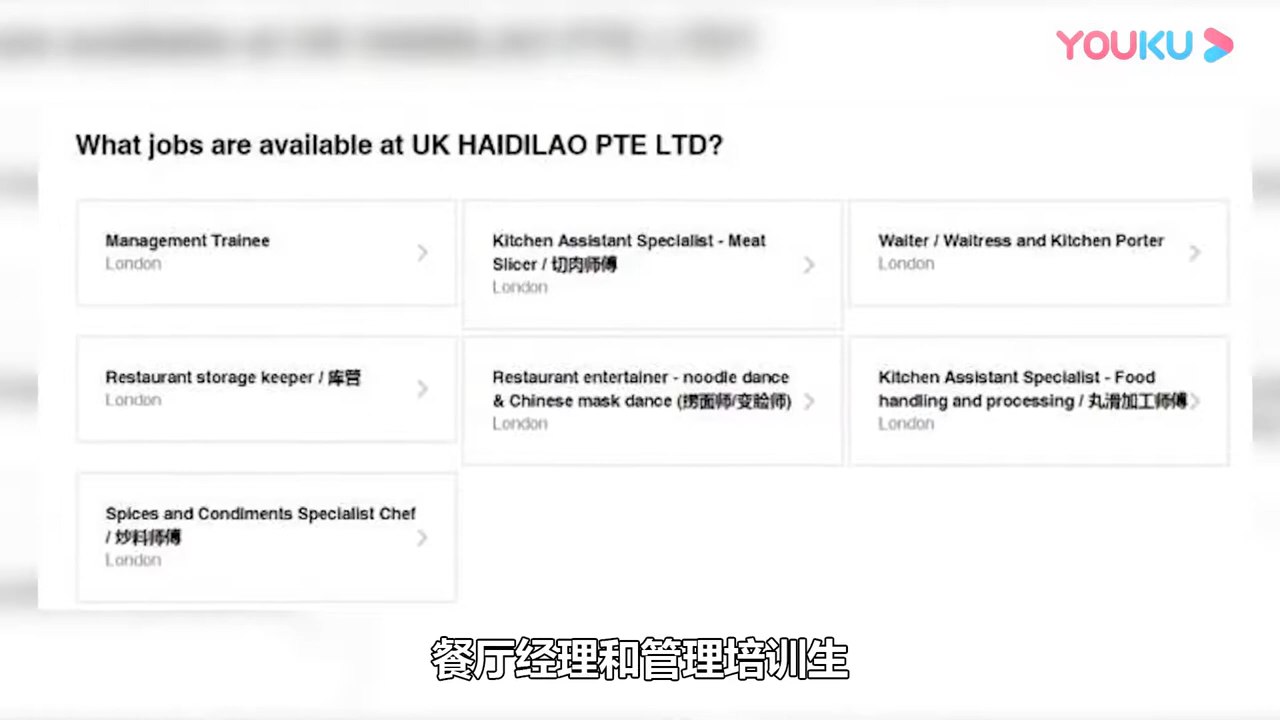 YOUKU
What jobs are available at UK HAIDILAO PTE LTD?
Management Trainee
London
Kitchen Assistant Specialist - Meat
Slicer / 切肉师傅
London
Waiter / Waitress and Kitchen Porter
London
Restaurant storage keeper / 库管
London
Restaurant entertainer - noodle dance
& Chinese mask dance (捞面师/变脸师)
London
Kitchen Assistant Specialist - Food
handling and processing / 丸滑加工师傅
London
Spices and Condiments Specialist Chef
/ 炒料师傅
London
餐厅经理和管理培训生